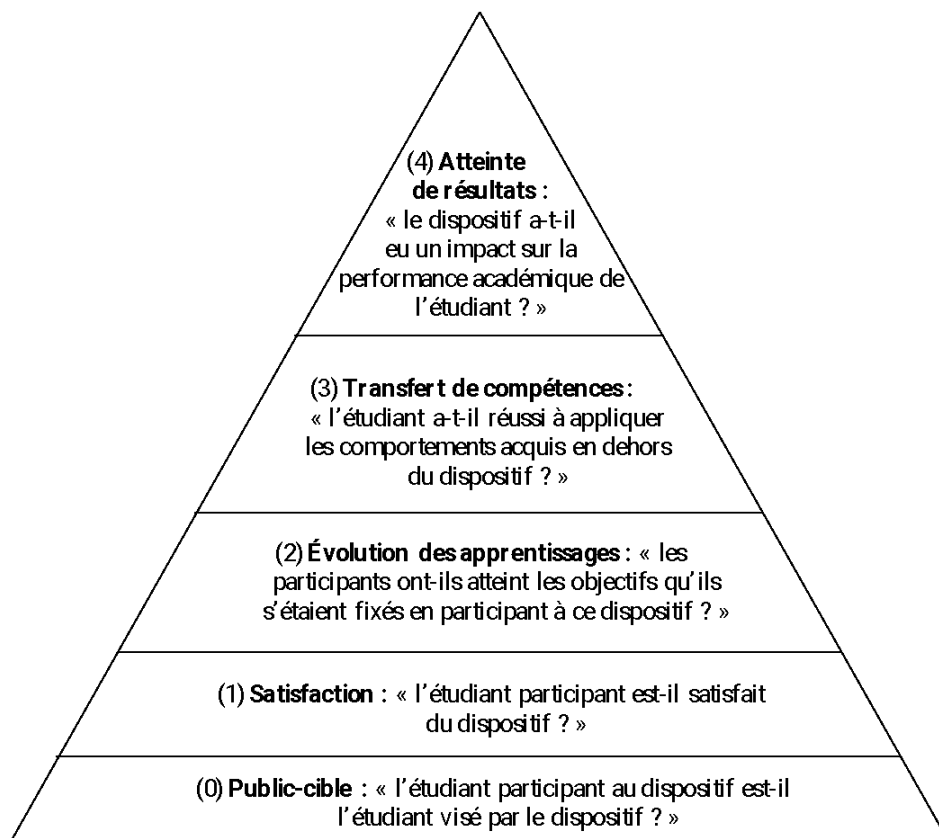 (4) Atteinte
de résultats :
« le dispositif a-t-il
eu un impact sur la
performance académique de
l'étudiant ? »
(3) Transfert de compétences :
« l'étudiant a-t-il réussi à appliquer
les comportements acquis en dehors
du dispositif ? »
(2) Évolution des apprentissages : « les
participants ont-ils atteint les objectifs qu'ils
s'étaient fixés en participant à ce dispositif ? »
(1) Satisfaction : « l'étudiant participant est-il satisfait
du dispositif ? »
(0) Public-cible : « l'étudiant participant au dispositif est-il
l'étudiant visé par le dispositif ? »